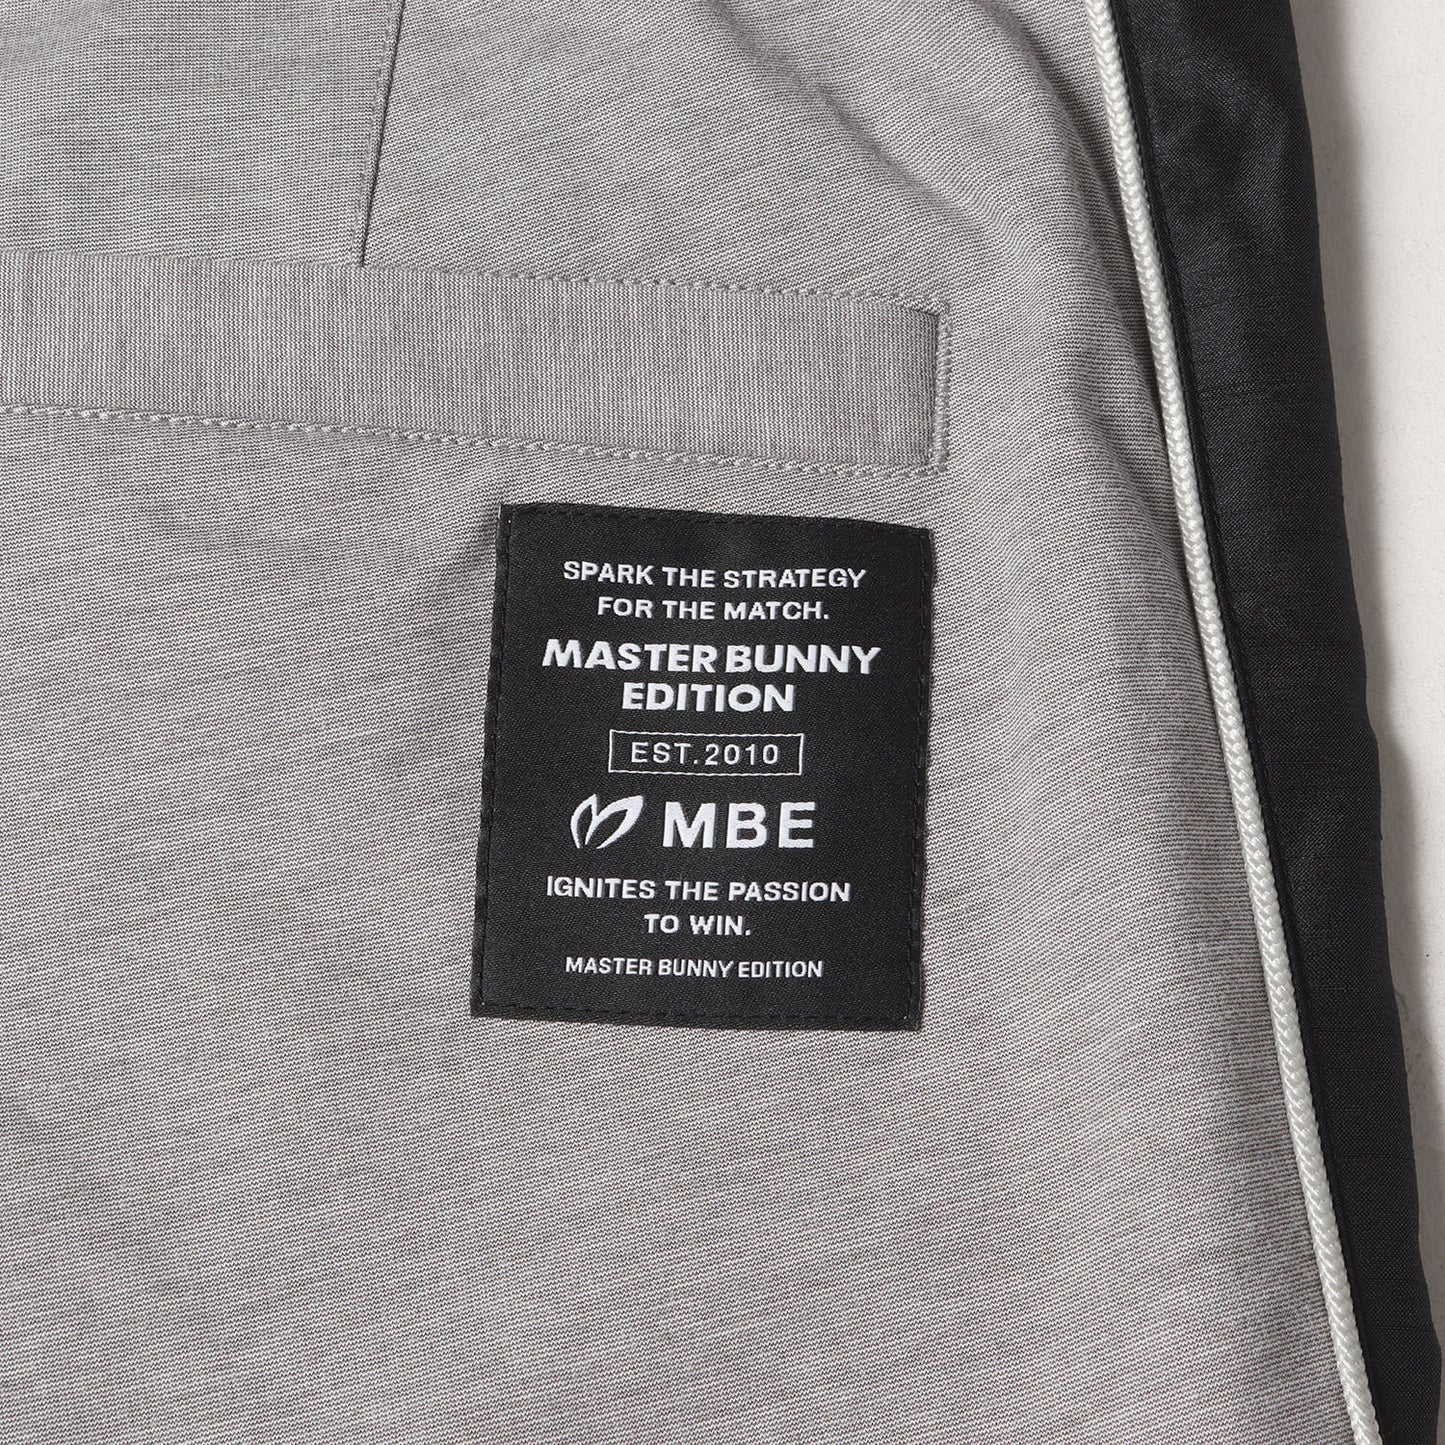 SPARK THE STRATEGY
FOR THE MATCH.
MASTER BUNNY
EDITION
EST.2010
MBE
IGNITES THE PASSION
TO WIN.
MASTER BUNNY EDITION